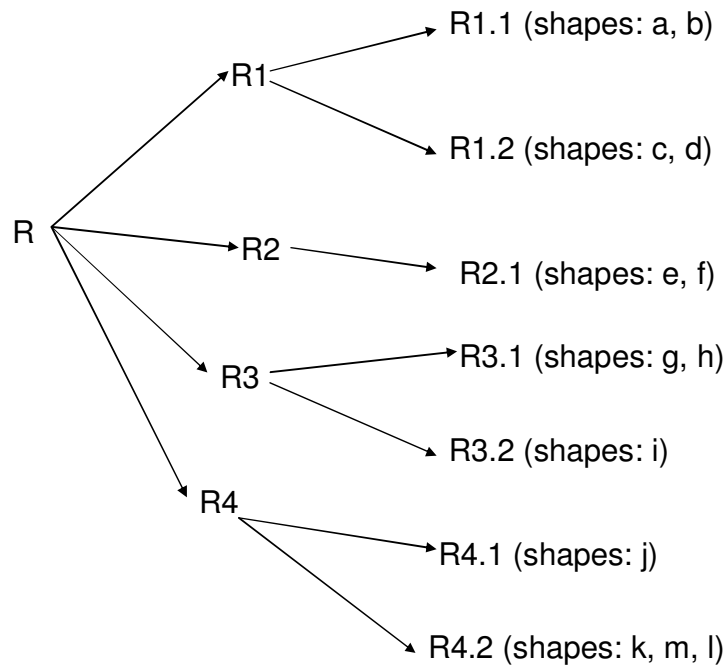 R1.1 (shapes: a, b)
R1
R1.2 (shapes: c, d)
R
R2
R2.1 (shapes: e, f)
R3.1 (shapes: g, h)
R3
R3.2 (shapes: i)
R4
R4.1 (shapes: j)
R4.2 (shapes: k, m, l)